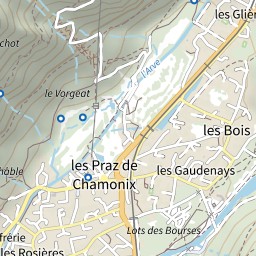 les Gliè
chot
l'Arve
le Vorgeat
les Bois
les Praz de
Chamonix
les Gaudenays
hâble
Lots des Bourses
frérie
les Rosières